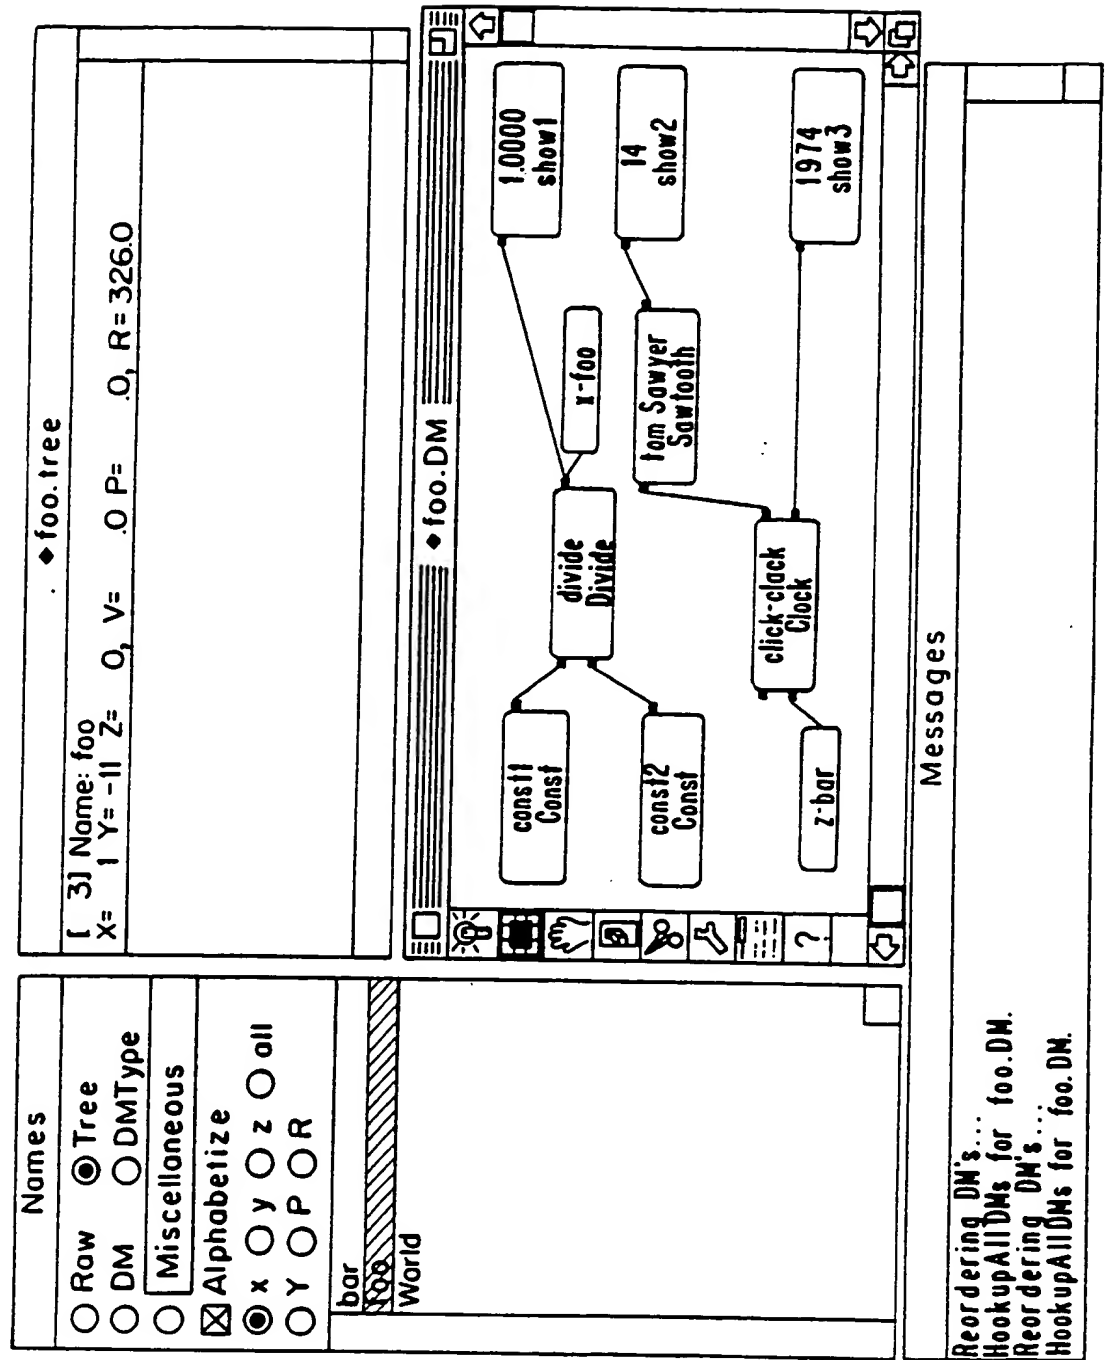 Names
Raw Tree
DM DMType
Miscellaneous
Alphabetize
x y z all
Y P R
bar
foo
World
◆foo.tree
[ 3] Name: foo
X= 1 Y= -11 Z= 0, V= .0 P= .0, R= 326.0
◆foo.DM
?
const1
Const
const2
Const
z-bar
divide
Divide
click-clack
Clock
x-foo
tom Sawyer
Sawtooth
1.0000
show1
14
show2
1974
show3
Messages
Reordering DM's...
HookupAllDMs for foo.DM.
Reordering DM's...
HookupAllDMs for foo.DM.